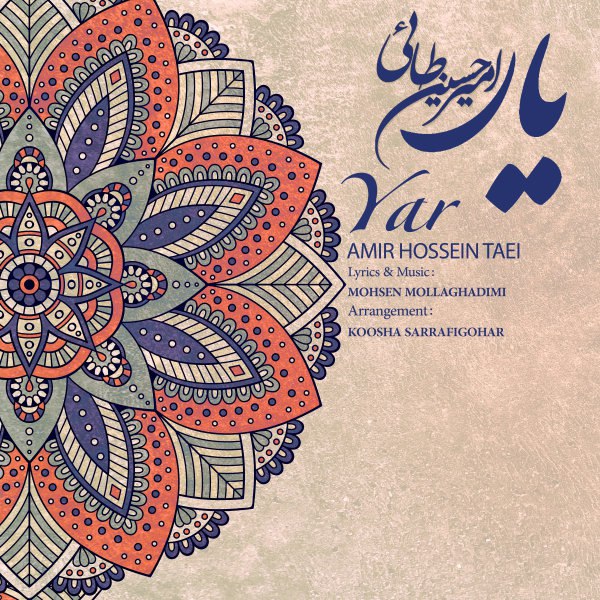 یار
امیرحسین طائی
Yar
AMIR HOSSEIN TAEI
Lyrics & Music:
MOHSEN MOLLAGHADIMI
Arrangement:
KOOSHA SARRAFIGOHAR